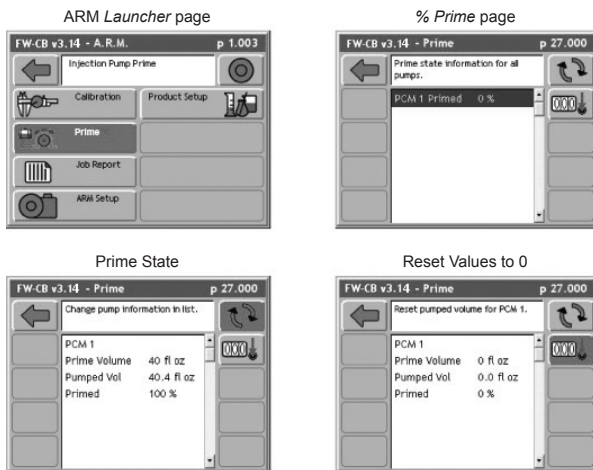 ARM Launcher page
FW-CB v3.14 - A.R.M. p 1.003
Injection Pump Prime
Calibration Product Setup
Prime
Job Report
ARM Setup
% Prime page
FW-CB v3.14 - Prime p 27.000
Prime state information for all
pumps.
PCM 1 Primed 0 %
000
Prime State
FW-CB v3.14 - Prime p 27.000
Change pump information in list.
PCM 1
Prime Volume 40 fl oz
Pumped Vol 40.4 fl oz
Primed 100 %
000
Reset Values to 0
FW-CB v3.14 - Prime p 27.000
Reset pumped volume for PCM 1.
PCM 1
Prime Volume 0 fl oz
Pumped Vol 0.0 fl oz
Primed 0 %
000